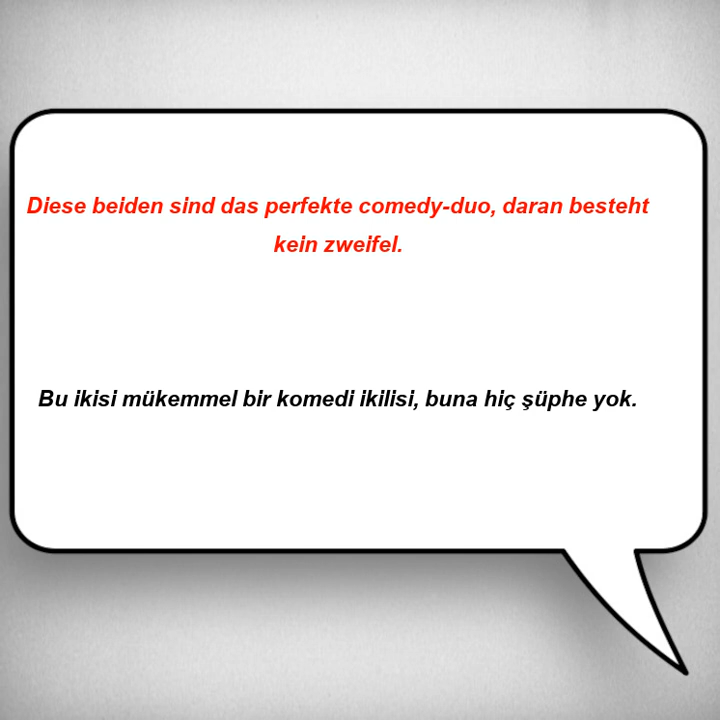 Diese beiden sind das perfekte comedy-duo, daran besteht
kein zweifel.
Bu ikisi mükemmel bir komedi ikilisi, buna hiç şüphe yok.